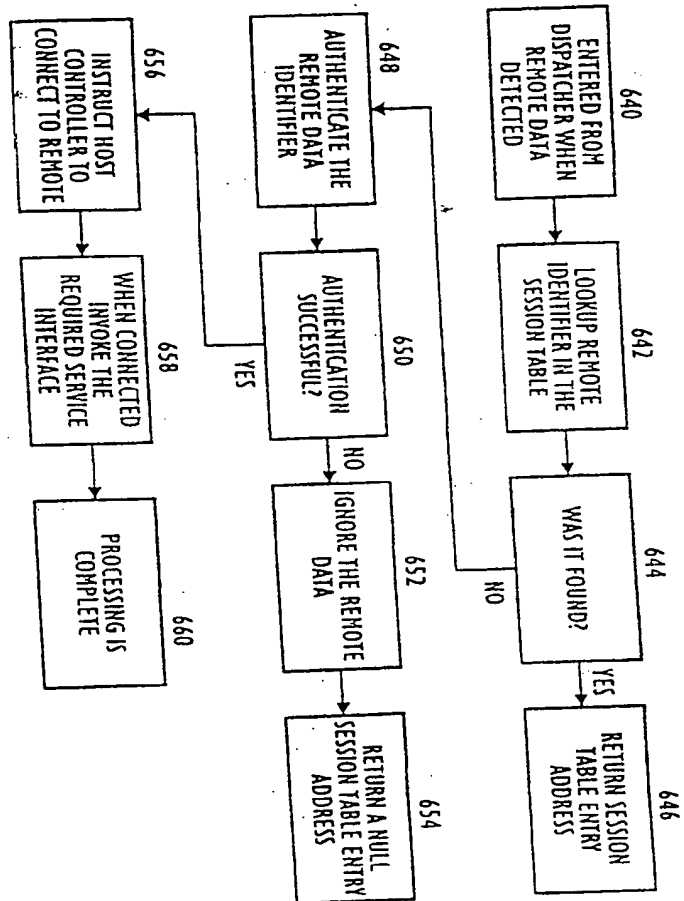 640
ENTERED FROM
DISPATCHER WHEN
REMOTE DATA
DETECTED
642
LOOKUP REMOTE
IDENTIFIER IN THE
SESSION TABLE
644
WAS IT FOUND?
YES
NO
646
RETURN SESSION
TABLE ENTRY
ADDRESS
648
AUTHENTICATE THE
REMOTE DATA
IDENTIFIER
650
AUTHENTICATION
SUCCESSFUL?
NO
YES
652
IGNORE THE REMOTE
DATA
654
RETURN A NULL
SESSION TABLE ENTRY
ADDRESS
656
INSTRUCT HOST
CONTROLLER TO
CONNECT TO REMOTE
658
WHEN CONNECTED
INVOKE THE
REQUIRED SERVICE
INTERFACE
660
PROCESSING IS
COMPLETE